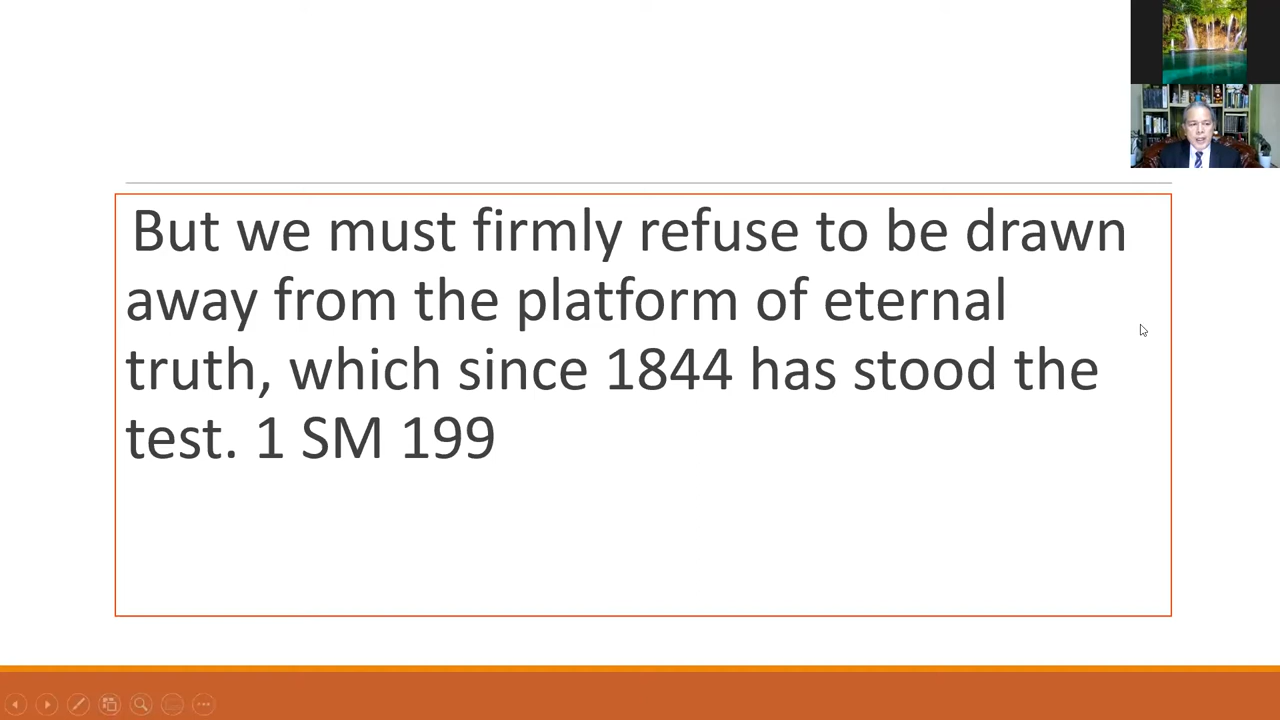 But we must firmly refuse to be drawn
away from the platform of eternal
truth, which since 1844 has stood the
test. 1 SM 199